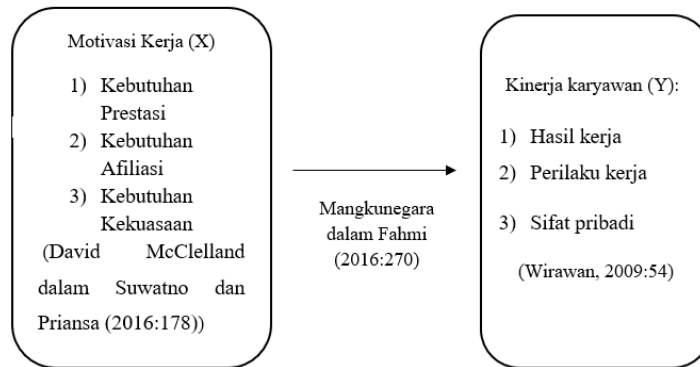 Motivasi Kerja (X)
1) Kebutuhan
Prestasi
2) Kebutuhan
Afiliasi
3) Kebutuhan
Kekuasaan
(David McClelland
dalam Suwatno dan
Priansa (2016:178))
Mangkunegara
dalam Fahmi
(2016:270)
Kinerja karyawan (Y):
1) Hasil kerja
2) Perilaku kerja
3) Sifat pribadi
(Wirawan, 2009:54)